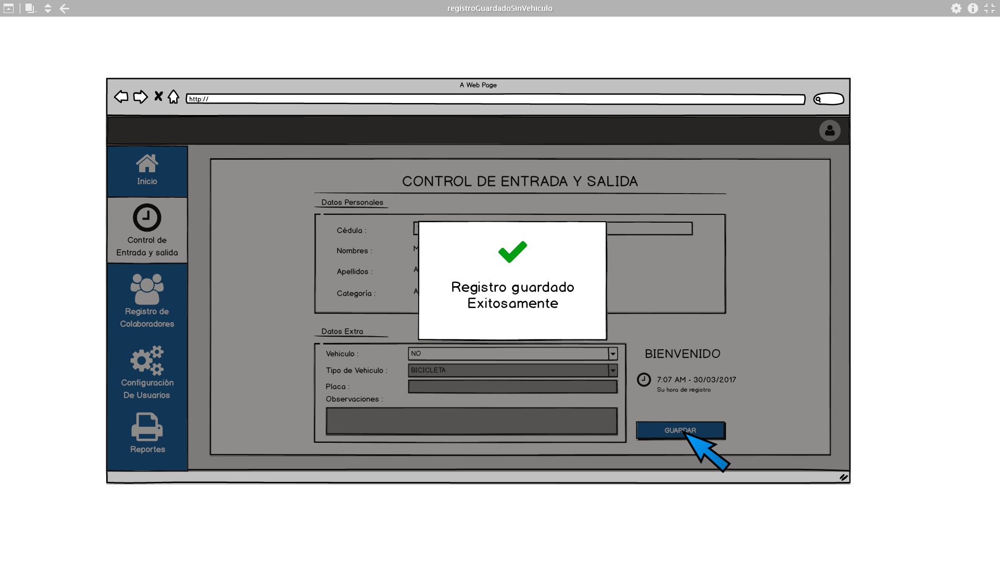 registroGuardadoSinVehiculo
A Web Page
http://
Inicio
Control de
Entrada y salida
Registro de
Colaboradores
Configuración
De Usuarios
Reportes
CONTROL DE ENTRADA Y SALIDA
Datos Personales
Cédula :
Nombres :
Apellidos :
Categoría :
Registro guardado
Exitosamente
Datos Extra
Vehiculo :
NO
Tipo de Vehiculo :
BICICLETA
Placa :
Observaciones :
BIENVENIDO
7:07 AM - 30/03/2017
Su hora de registro
GUARDAR